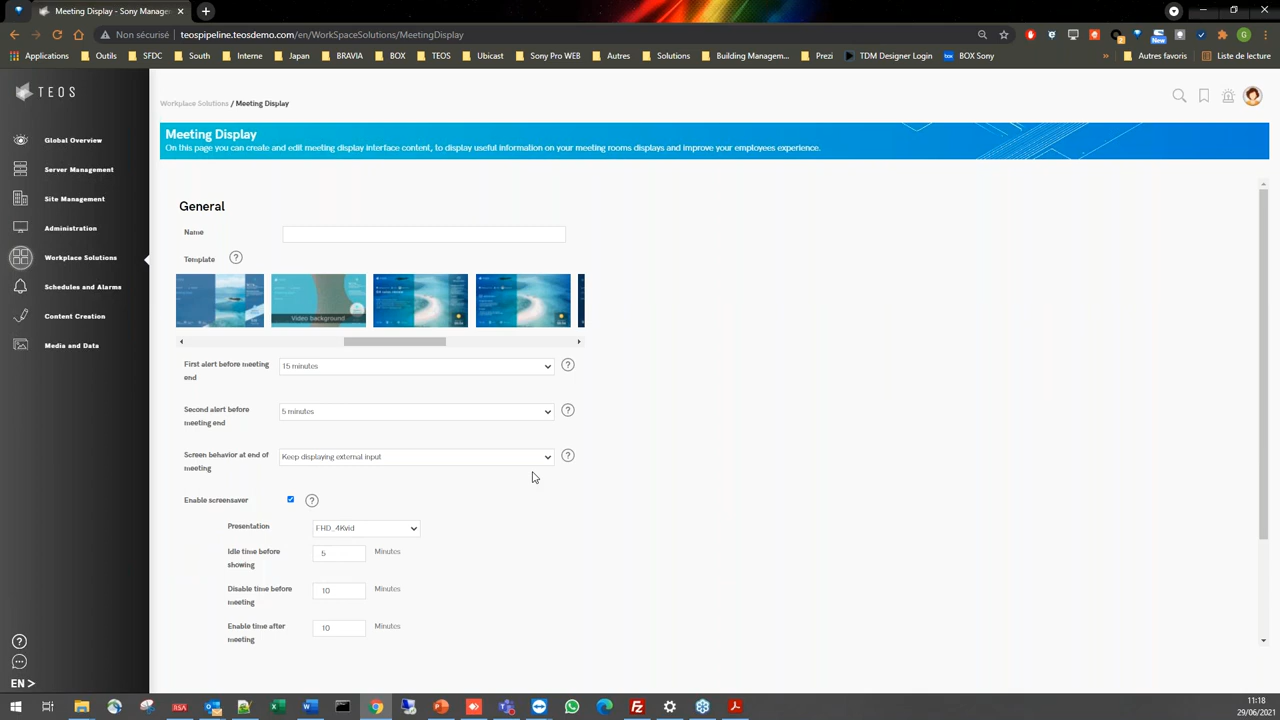 TEOS Display - Sony Manage
Non sécurisé
teospipeline.teosdemo.com/en/WorkSpaceSolutions/MeetingDisplay
Applications Outils SFDC South Interne BRAVIA BOX TEOS Ubicast Sony Pro WEB Autres Solutions Building Managem... Prezi TDM Designer Login BOX Sony » Autres favoris Liste de lecture
New
TEOS
Workplace Solutions / Meeting Display
Meeting Display
On this page you can create and edit meeting display interface content, to display useful information on your meeting rooms displays and improve your employees experience.
Global Overview
Server Management
Site Management
Administration
Workplace Solutions
Schedules and Alarms
Content Creation
Media and Data
EN >
General
Name
Template ?
Video background
First alert before meeting
end
15 minutes ?
Second alert before
meeting end
5 minutes ?
Screen behavior at end of
meeting
Keep displaying external input ?
Enable screensaver ?
Presentation FHD_4Kvid
Idle time before
showing
5 Minutes
Disable time before
meeting
10 Minutes
Enable time after
meeting
10 Minutes
11:18
29/06/2021